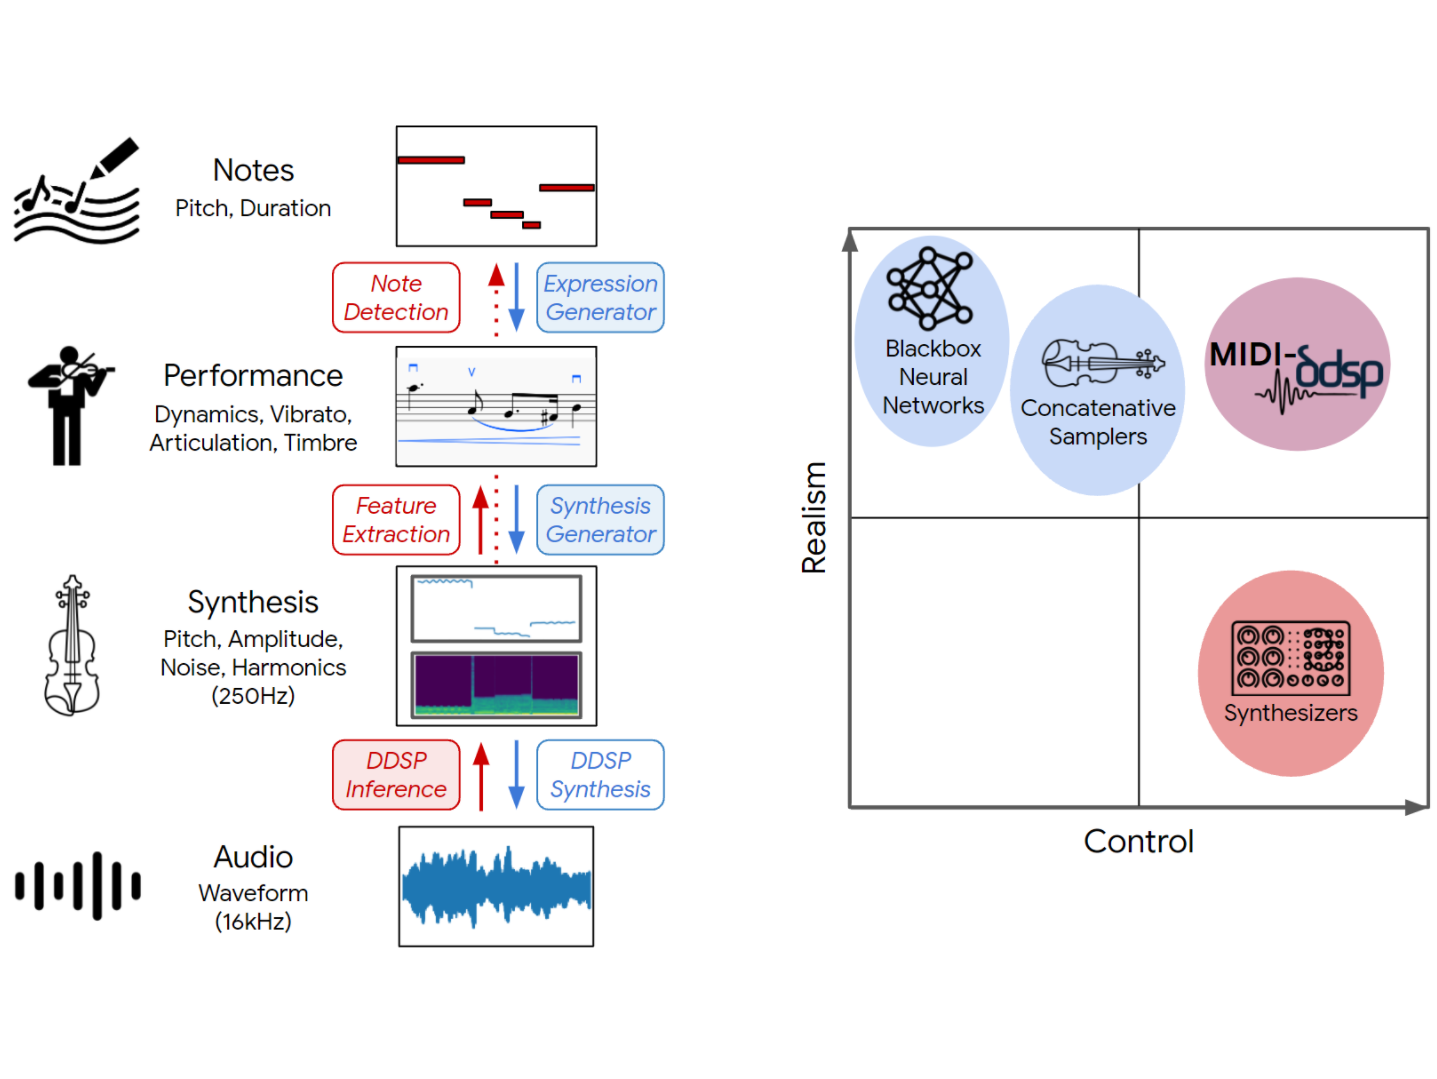 Notes
Pitch, Duration
Note
Detection
Expression
Generator
Performance
Dynamics, Vibrato,
Articulation, Timbre
Feature
Extraction
Synthesis
Generator
Synthesis
Pitch, Amplitude,
Noise, Harmonics
(250Hz)
DDSP
Inference
DDSP
Synthesis
Audio
Waveform
(16kHz)
Realism
Blackbox
Neural
Networks
Concatenative
Samplers
MIDI-ddsp
Synthesizers
Control